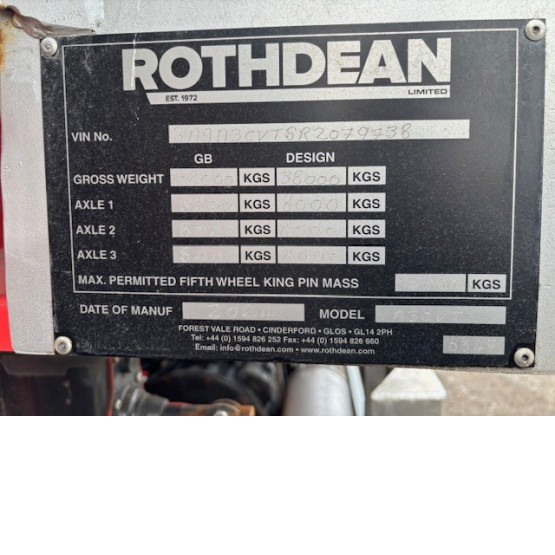 ROTHDEAN
EST. 1972 LIMITED
VIN No.
GB DESIGN
GROSS WEIGHT KGS 38000 KGS
AXLE 1 KGS KGS
AXLE 2 KGS KGS
AXLE 3 KGS KGS
MAX. PERMITTED FIFTH WHEEL KING PIN MASS KGS
DATE OF MANUF MODEL
FOREST VALE ROAD • CINDERFORD • GLOS • GL14 2PH
Tel: +44 (0) 1594 826 252 Fax: +44 (0) 1594 826 660
Email: info@rothdean.com • www.rothdean.com